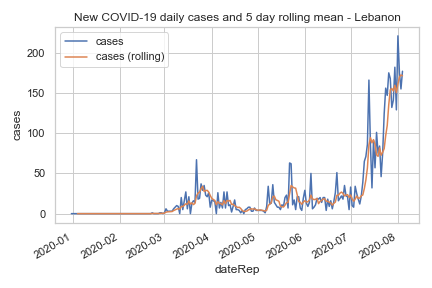 New COVID-19 daily cases and 5 day rolling mean - Lebanon
cases
cases (rolling)
200
150
100
50
0
cases
2020-01
2020-02
2020-03
2020-04
2020-05
2020-06
2020-07
2020-08
dateRep